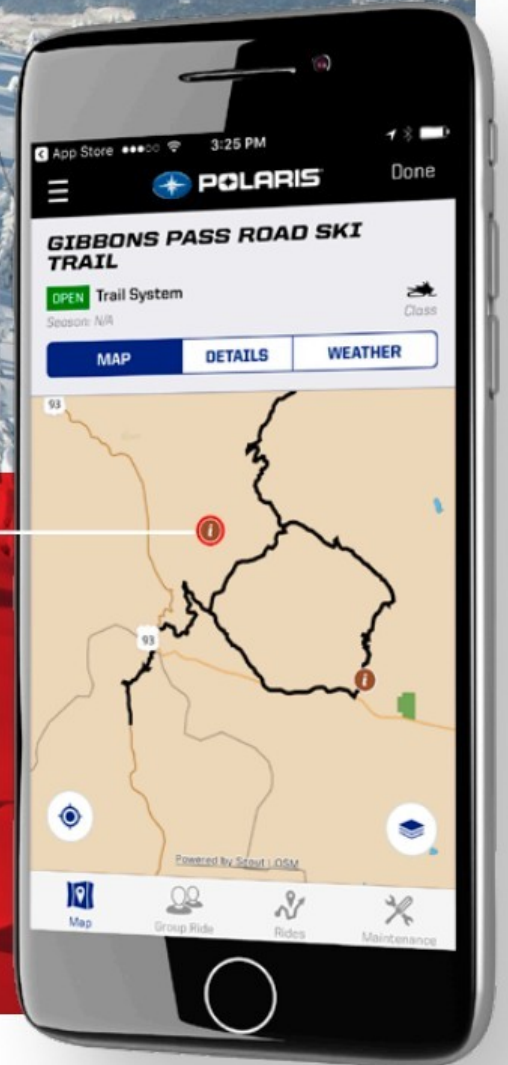 App Store 3:25 PM
POLARIS Done
GIBBONS PASS ROAD SKI
TRAIL
OPEN Trail System
Season: N/A Class
MAP DETAILS WEATHER
93
i
93
i
Powered by Scout | OSM
Map Group Ride Rides Maintenance